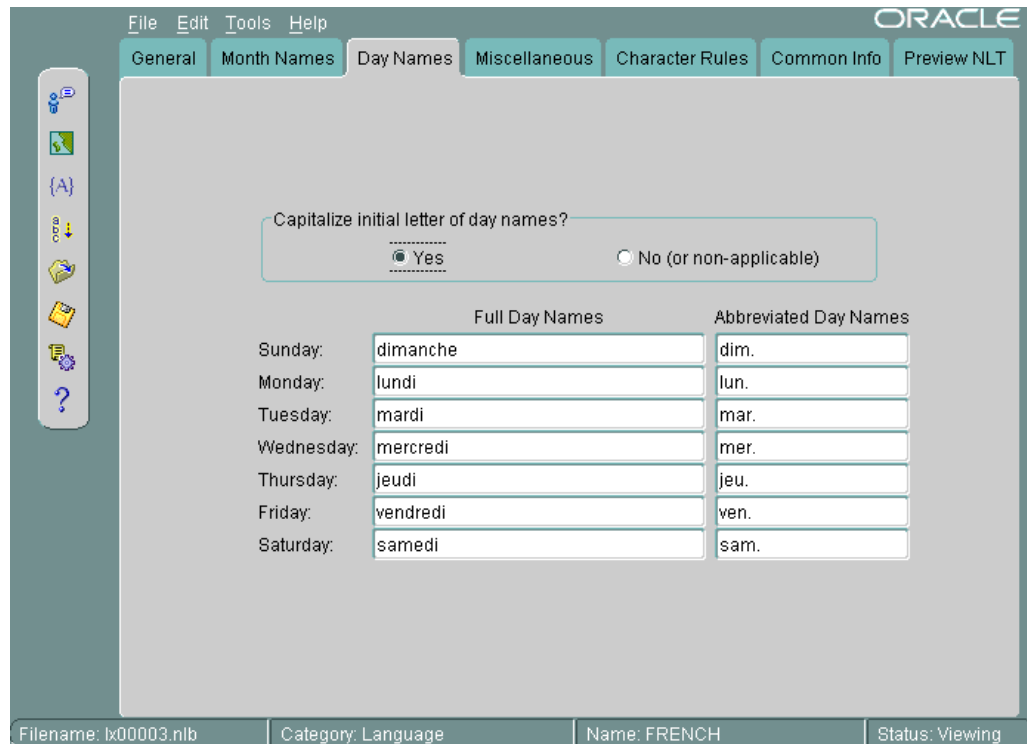 File Edit Tools Help ORACLE
General Month Names Day Names Miscellaneous Character Rules Common Info Preview NLT
{A}
a
b
c
Capitalize initial letter of day names?
Yes No (or non-applicable)
Full Day Names Abbreviated Day Names
Sunday: dimanche dim.
Monday: lundi lun.
Tuesday: mardi mar.
Wednesday: mercredi mer.
Thursday: jeudi jeu.
Friday: vendredi ven.
Saturday: samedi sam.
?
Filename: lx00003.nlb Category: Language Name: FRENCH Status: Viewing